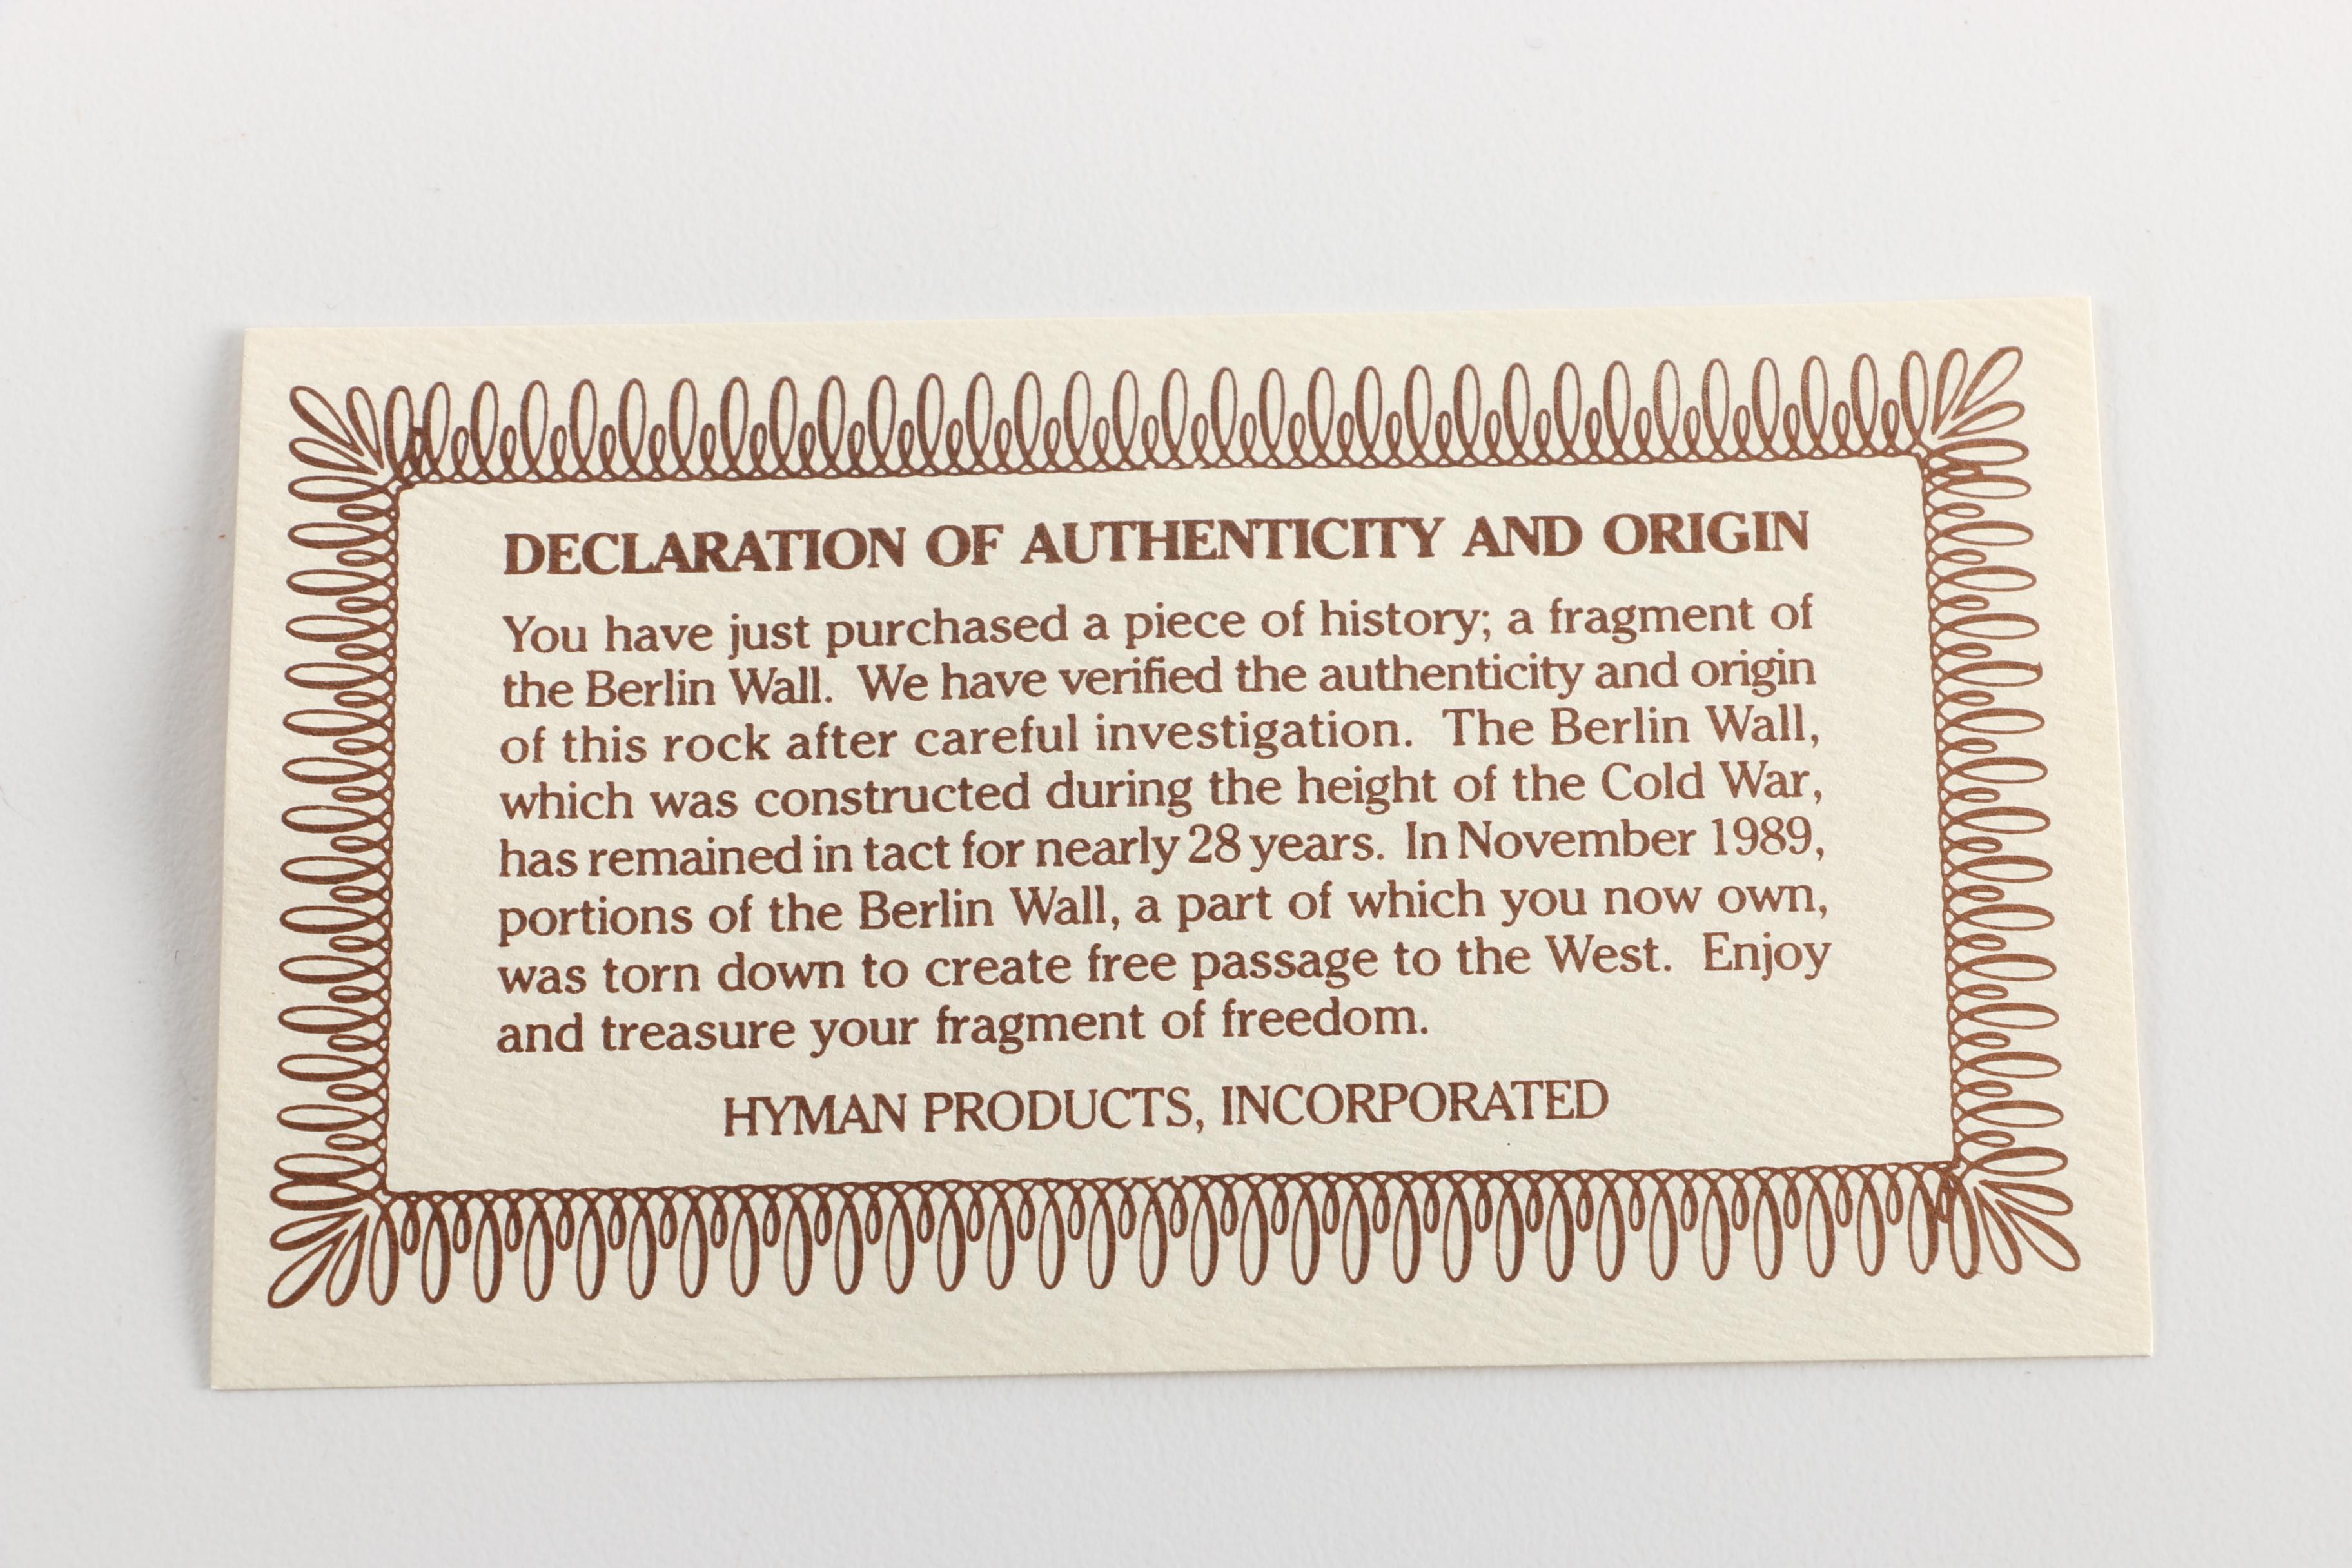 DECLARATION OF AUTHENTICITY AND ORIGIN
You have just purchased a piece of history; a fragment of
the Berlin Wall. We have verified the authenticity and origin
of this rock after careful investigation. The Berlin Wall,
which was constructed during the height of the Cold War,
has remained in tact for nearly 28 years. In November 1989,
portions of the Berlin Wall, a part of which you now own,
was torn down to create free passage to the West. Enjoy
and treasure your fragment of freedom.
HYMAN PRODUCTS, INCORPORATED